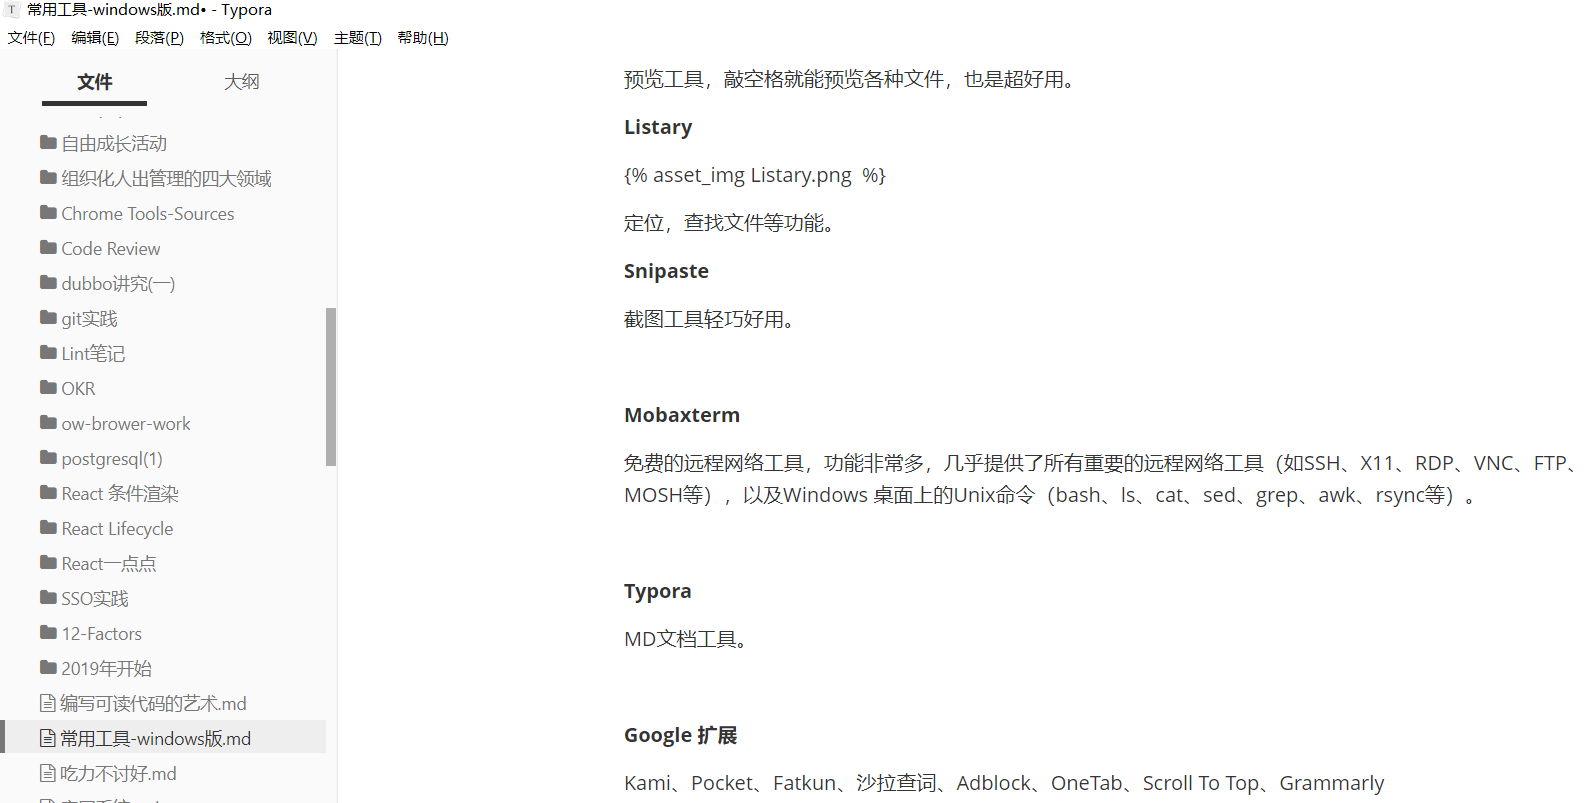 常用工具-windows版.md• - Typora
文件(F) 编辑(E) 段落(P) 格式(O) 视图(V) 主题(T) 帮助(H)
文件 大纲
自由成长活动
组织化人出管理的四大领域
Chrome Tools-Sources
Code Review
dubbo讲究(一)
git实践
Lint笔记
OKR
ow-brower-work
postgresql(1)
React 条件渲染
React Lifecycle
React一点点
SSO实践
12-Factors
2019年开始
编写可读代码的艺术.md
常用工具-windows版.md
吃力不讨好.md
预览工具，敲空格就能预览各种文件，也是超好用。
Listary
{% asset_img Listary.png  %}
定位，查找文件等功能。
Snipaste
截图工具轻巧好用。
Mobaxterm
免费的远程网络工具，功能非常多，几乎提供了所有重要的远程网络工具（如SSH、X11、RDP、VNC、FTP、
MOSH等），以及Windows 桌面上的Unix命令（bash、ls、cat、sed、grep、awk、rsync等）。
Typora
MD文档工具。
Google 扩展
Kami、Pocket、Fatkun、沙拉查词、Adblock、OneTab、Scroll To Top、Grammarly